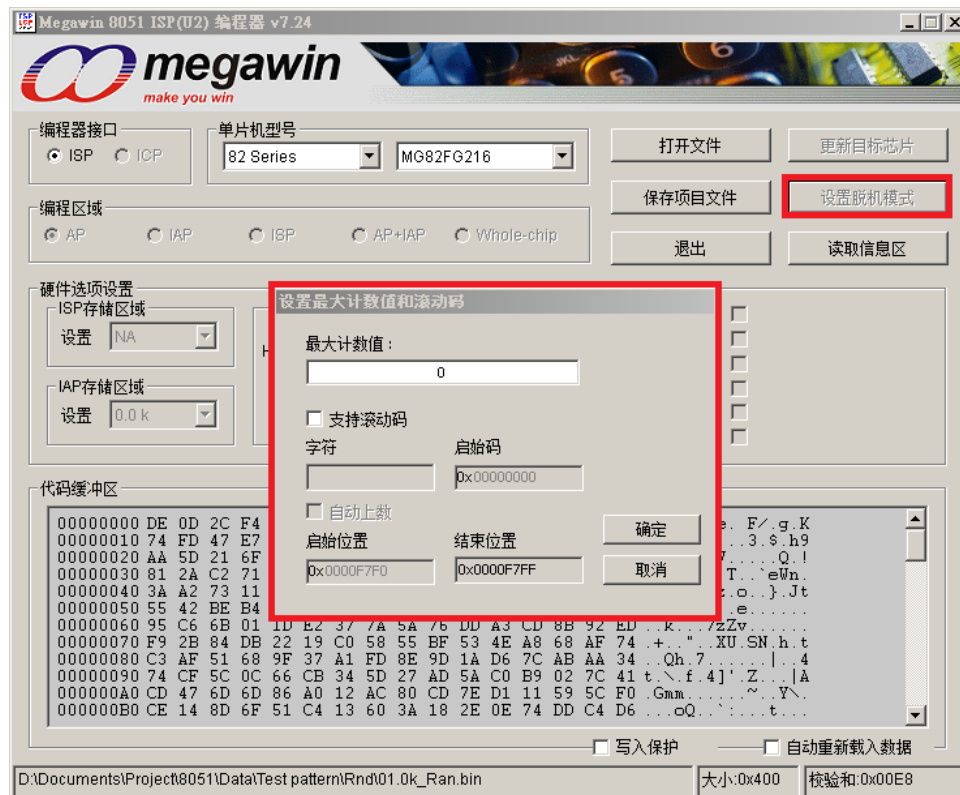 Megawin 8051 ISP(U2) 编程器 v7.24
megawin
make you win
编程器接口
ISP ICP
单片机型号
82 Series MG82FG216
打开文件 更新目标芯片
保存项目文件 设置脱机模式
退出 读取信息区
编程区域
AP IAP ISP AP+IAP Whole-chip
硬件选项设置
ISP存储区域
设置 NA
IAP存储区域
设置 0.0 k
设置最大计数值和滚动码
最大计数值：
0
支持滚动码
字符 启始码
0x00000000
自动上数
启始位置 结束位置
0x0000F7F0 0x0000F7FF
确定
取消
代码缓冲区
00000000 DE 0D 2C F4 e. F/.g.K
00000010 74 FD 47 E7 ..3.$.h9
00000020 AA 5D 21 6F Q.!
00000030 81 2A C2 71 T..`eWn.
00000040 3A A2 73 11 z.o..}.Jt
00000050 55 42 BE B4 .e......
00000060 95 C6 6B 01 1D E2 37 7A 5A 76 DD A3 CD 8B 92 ED ..k..7zZv.......
00000070 F9 2B 84 DB 22 19 C0 58 55 BF 53 4E A8 68 AF 74 .+.."..XU.SN.h.t
00000080 C3 AF 51 68 9F 37 A1 FD 8E 9D 1A D6 7C AB AA 34 ..Qh.7......|..4
00000090 74 CF 5C 0C 66 CB 34 5D 27 AD 5A C0 B9 02 7C 41 t.\.f.4]'.Z...|A
000000A0 CD 47 6D 6D 86 A0 12 AC 80 CD 7E D1 11 59 5C F0 .Gmm......~..Y\.
000000B0 CE 14 8D 6F 51 C4 13 60 3A 18 2E 0E 74 DD C4 D6 ...oQ..`:...t...
写入保护 自动重新载入数据
D:\Documents\Project\8051\Data\Test pattern\Rnd\01.0k_Ran.bin 大小:0x400 校验和:0x00E8